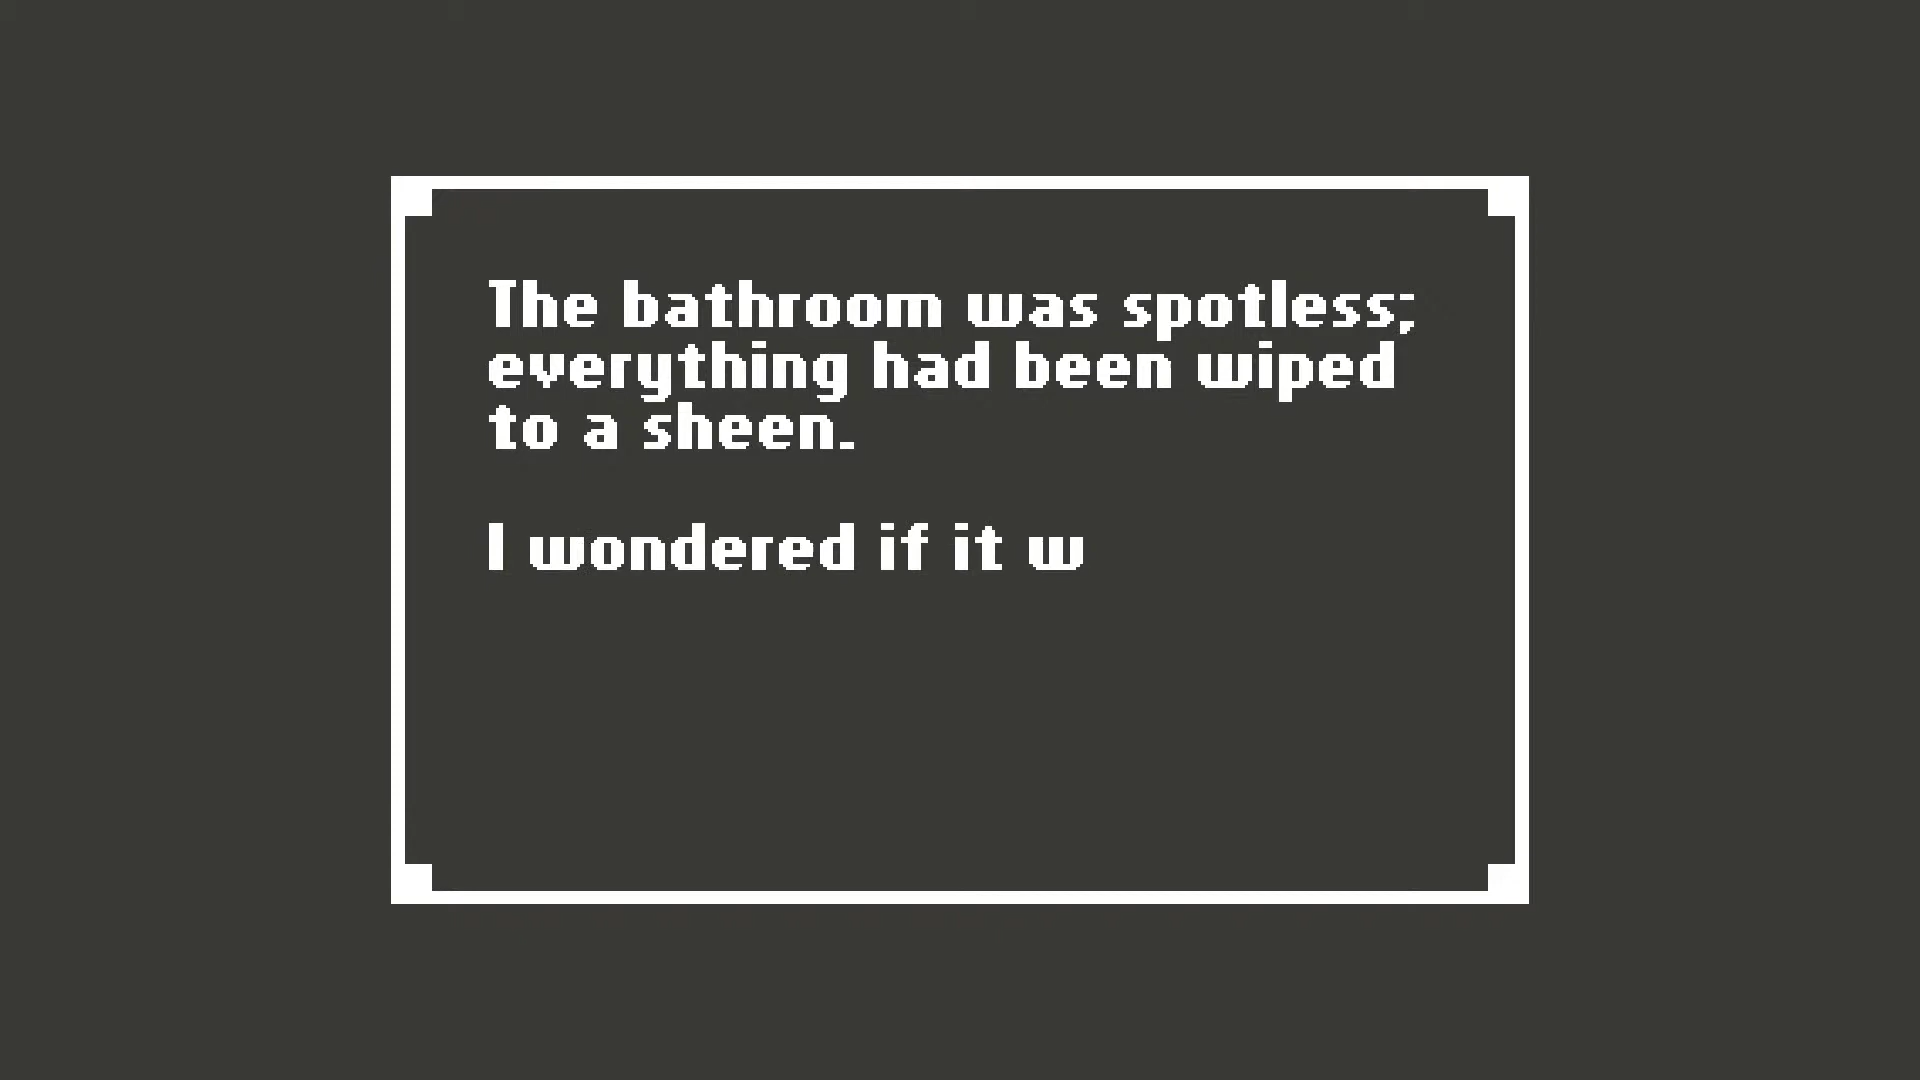 The bathroom was spotless;
everything had been wiped
to a sheen.
I wondered if it w